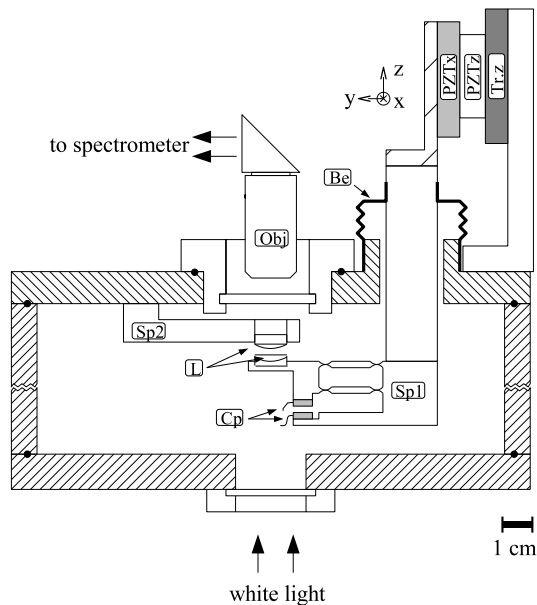 PZTx
PZTz
Tr.z
z
y
x
to spectrometer
Be
Obj
Sp2
L
Sp1
Cp
1 cm
white light